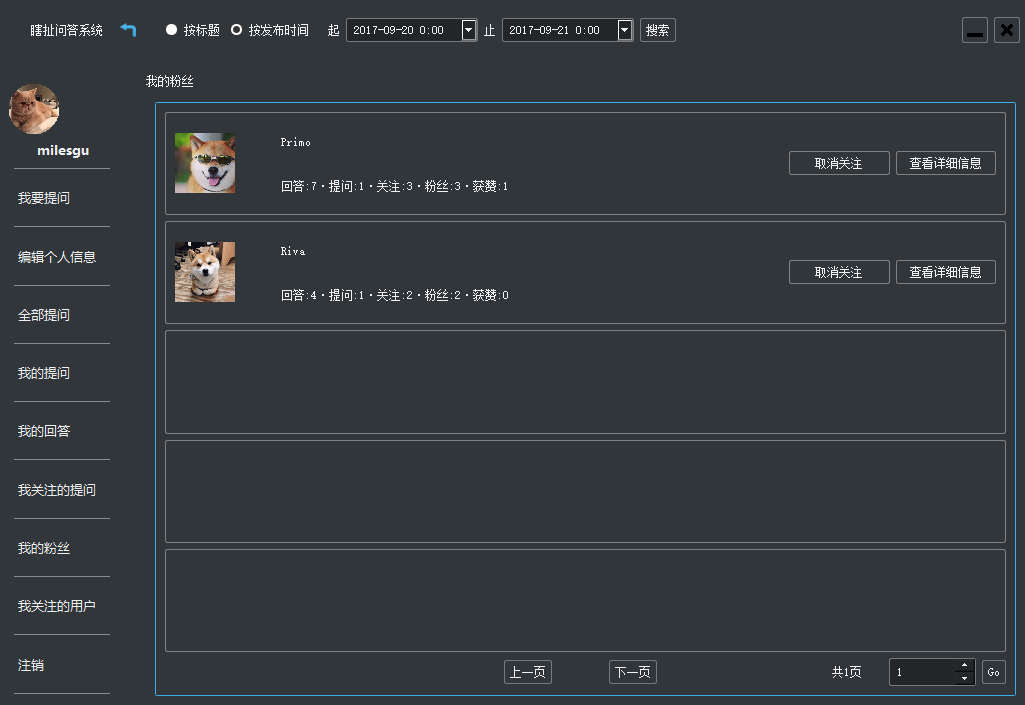 瞎扯问答系统 按标题 按发布时间 起 2017-09-20 0:00 止 2017-09-21 0:00 搜索
我的粉丝
milesgu
我要提问
编辑个人信息
全部提问
我的提问
我的回答
我关注的提问
我的粉丝
我关注的用户
注销
Primo
回答:7·提问:1·关注:3·粉丝:3·获赞:1
取消关注 查看详细信息
Riva
回答:4·提问:1·关注:2·粉丝:2·获赞:0
取消关注 查看详细信息
上一页 下一页 共1页 1 Go